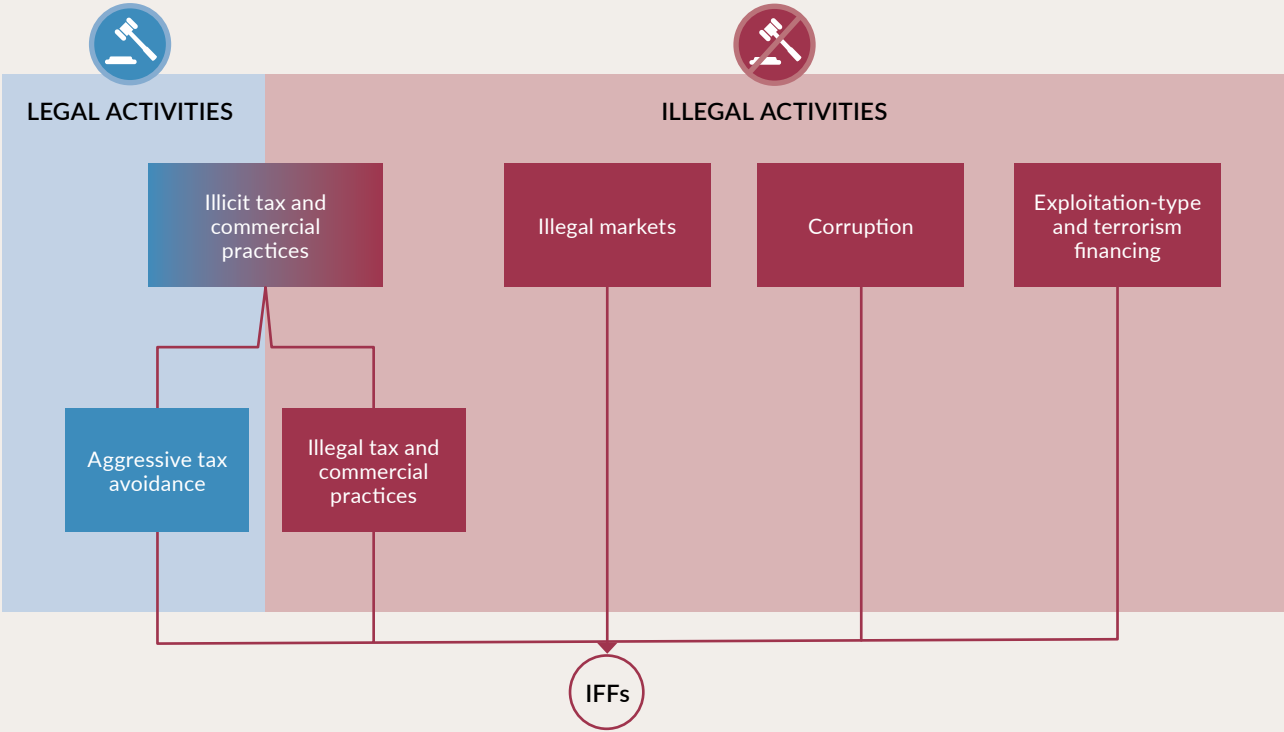 LEGAL ACTIVITIES
ILLEGAL ACTIVITIES
Illicit tax and
commercial
practices
Illegal markets
Corruption
Exploitation-type
and terrorism
financing
Aggressive tax
avoidance
Illegal tax and
commercial
practices
IFFs